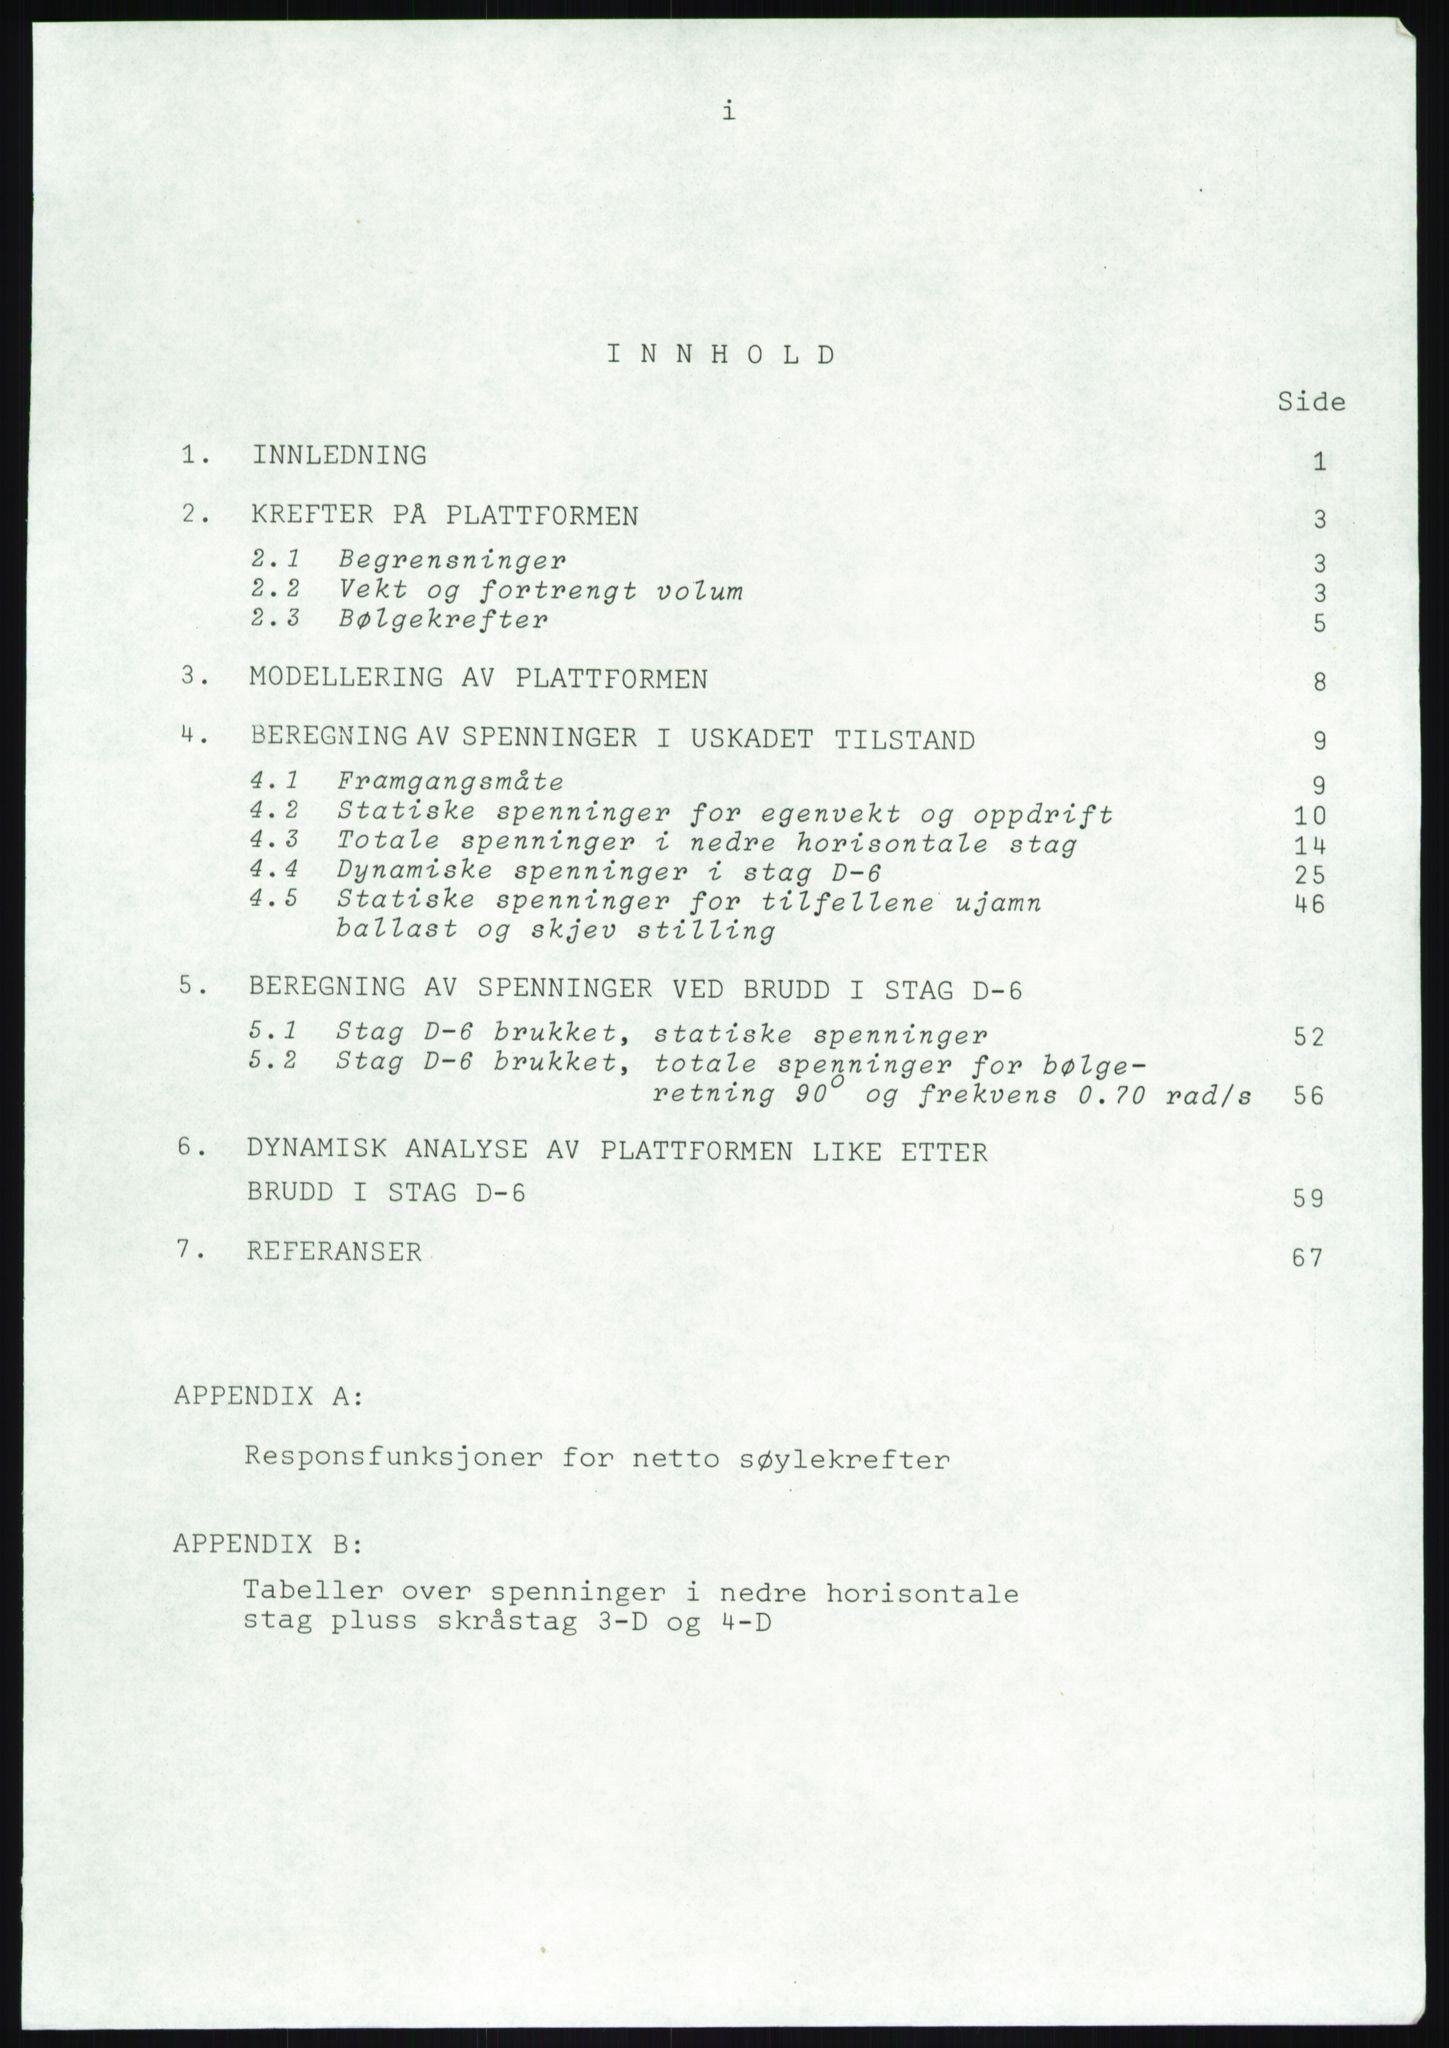 i
I N N H O L D
Side
1. INNLEDNING 1
2. KREFTER PÅ PLATTFORMEN 3
2.1 Begrensninger 3
2.2 Vekt og fortrengt volum 3
2.3 Bølgekrefter 5
3. MODELLERING AV PLATTFORMEN 8
4. BEREGNING AV SPENNINGER I USKADET TILSTAND 9
4.1 Framgangsmåte 9
4.2 Statiske spenninger for egenvekt og oppdrift 10
4.3 Totale spenninger i nedre horisontale stag 14
4.4 Dynamiske spenninger i stag D-6 25
4.5 Statiske spenninger for tilfellene ujamn 46
ballast og skjev stilling
5. BEREGNING AV SPENNINGER VED BRUDD I STAG D-6
5.1 Stag D-6 brukket, statiske spenninger 52
5.2 Stag D-6 brukket, totale spenninger for bølge-
retning 90° og frekvens 0.70 rad/s 56
6. DYNAMISK ANALYSE AV PLATTFORMEN LIKE ETTER
BRUDD I STAG D-6 59
7. REFERANSER 67
APPENDIX A:
Responsfunksjoner for netto søylekrefter
APPENDIX B:
Tabeller over spenninger i nedre horisontale
stag pluss skråstag 3-D og 4-D